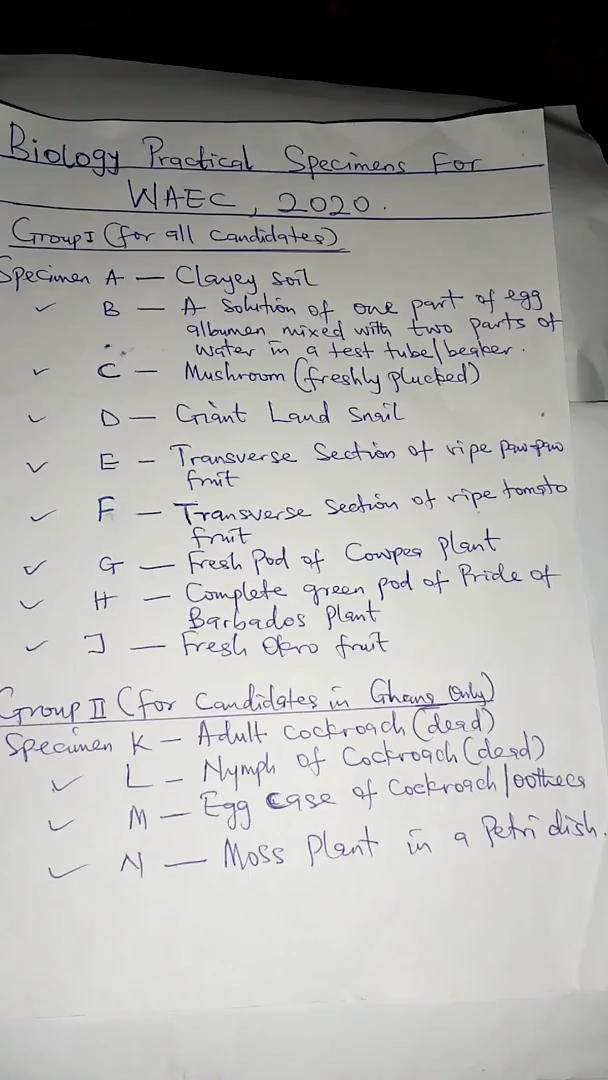 Biology Practical Specimens For
WAEC, 2020.
Group I (for all candidates)
Specimen A — Clayey soil
✓ B — A solution of one part of egg
albumen mixed with two parts of
water in a test tube/beaker.
✓ C — Mushroom (freshly plucked)
✓ D — Giant Land Snail
✓ E — Transverse Section of ripe paw-paw
fruit
✓ F — Transverse section of ripe tomato
fruit
✓ G — Fresh Pod of Cowpea plant
✓ H — Complete green pod of Pride of
Barbados plant
✓ J — Fresh Okro fruit
Group II (for candidates in Ghana Only)
Specimen K — Adult cockroach (dead)
✓ L — Nymph of Cockroach (dead)
✓ M — Egg case of cockroach/ootheca
✓ N — Moss plant in a Petri dish.